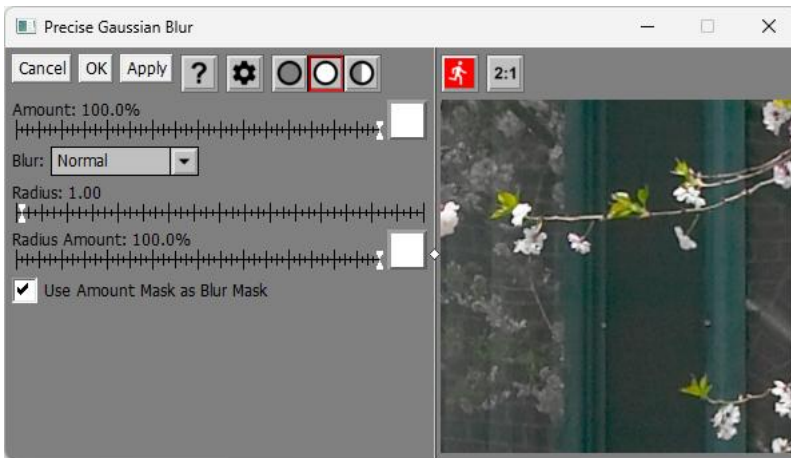 Precise Gaussian Blur
Cancel OK Apply ? 2:1
Amount: 100.0%
Blur: Normal
Radius: 1.00
Radius Amount: 100.0%
Use Amount Mask as Blur Mask